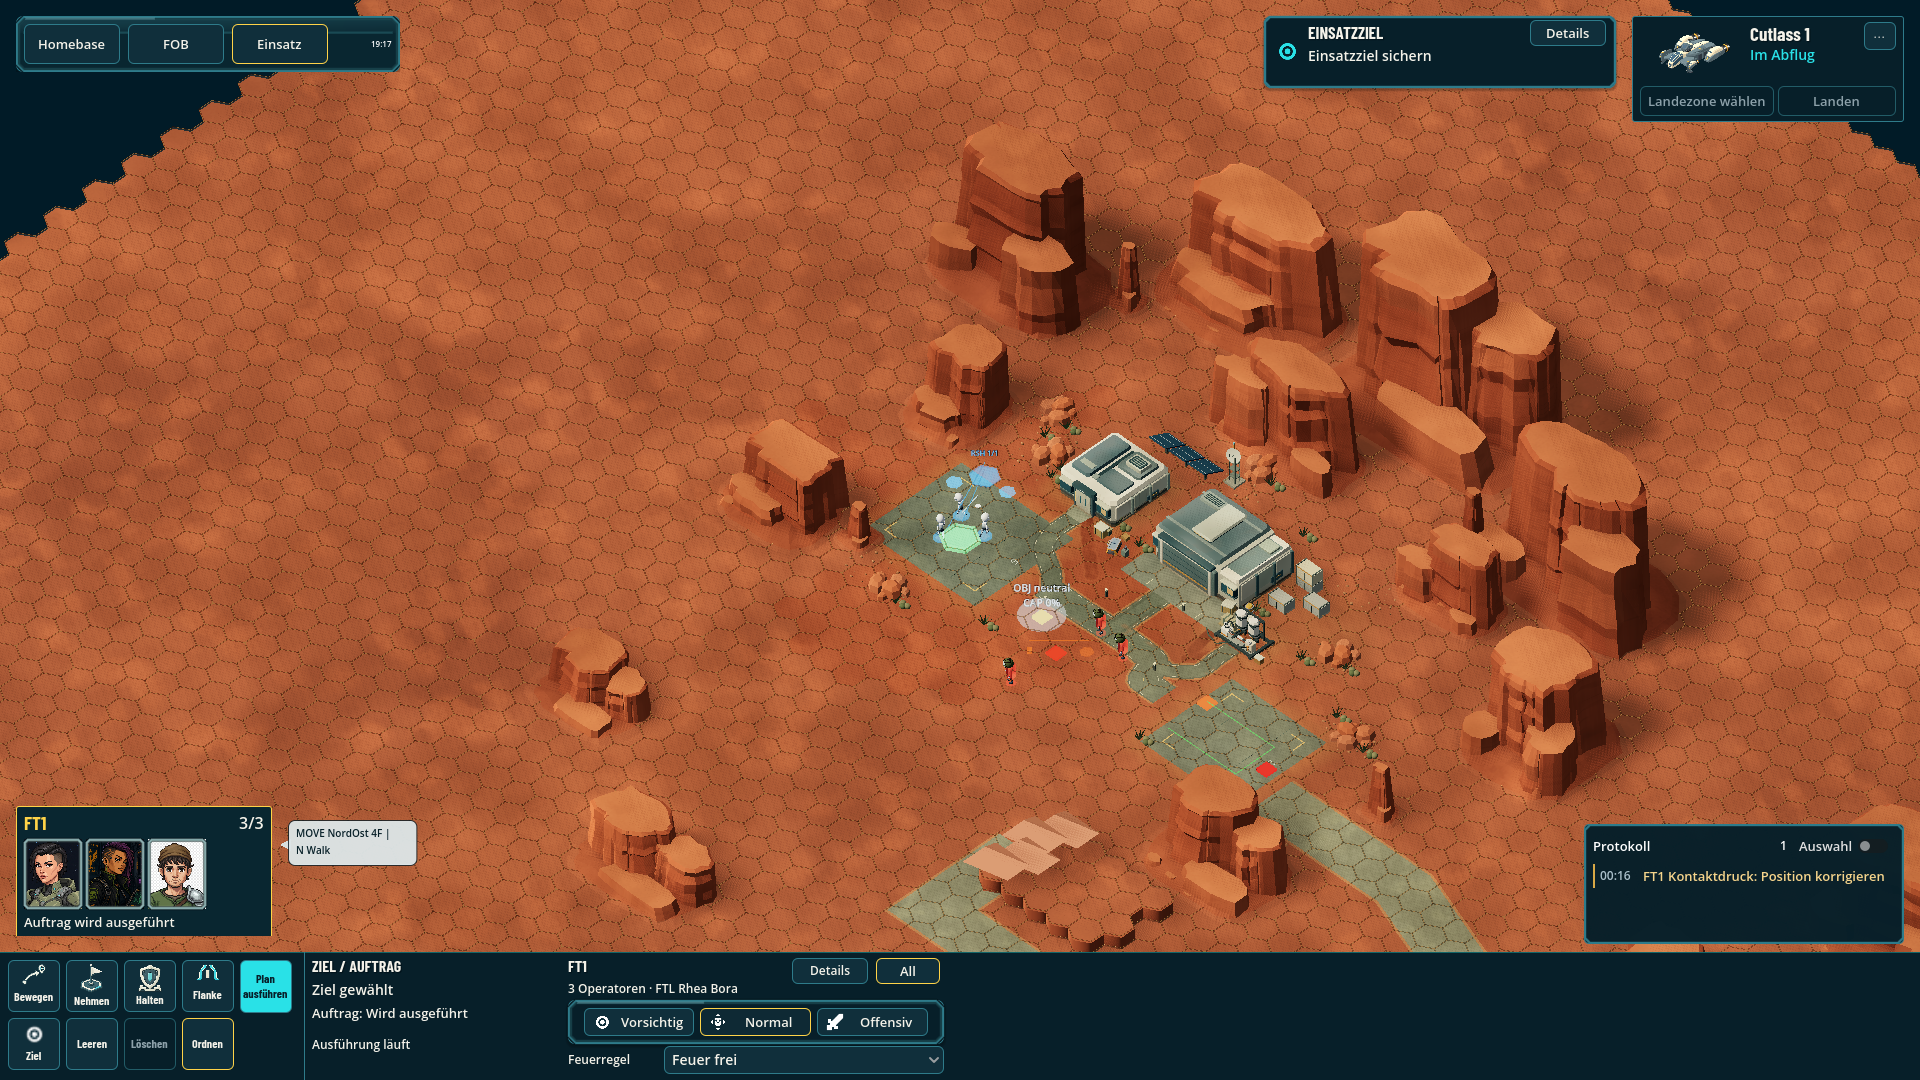 Homebase
FOB
Einsatz
19:17
EINSATZZIEL
Einsatzziel sichern
Details
Cutlass 1
Im Abflug
...
Landezone wählen
Landen
OBJ neutral
CAP 0%
FT1
3/3
Auftrag wird ausgeführt
MOVE NordOst 4F |
N Walk
Protokoll
1
Auswahl
00:16
FT1 Kontaktdruck: Position korrigieren
Bewegen
Nehmen
Halten
Flanke
Plan
ausführen
Ziel
Leeren
Löschen
Ordnen
ZIEL / AUFTRAG
Ziel gewählt
Auftrag: Wird ausgeführt
Ausführung läuft
FT1
Details
All
3 Operatoren · FTL Rhea Bora
Vorsichtig
Normal
Offensiv
Feuerregel
Feuer frei